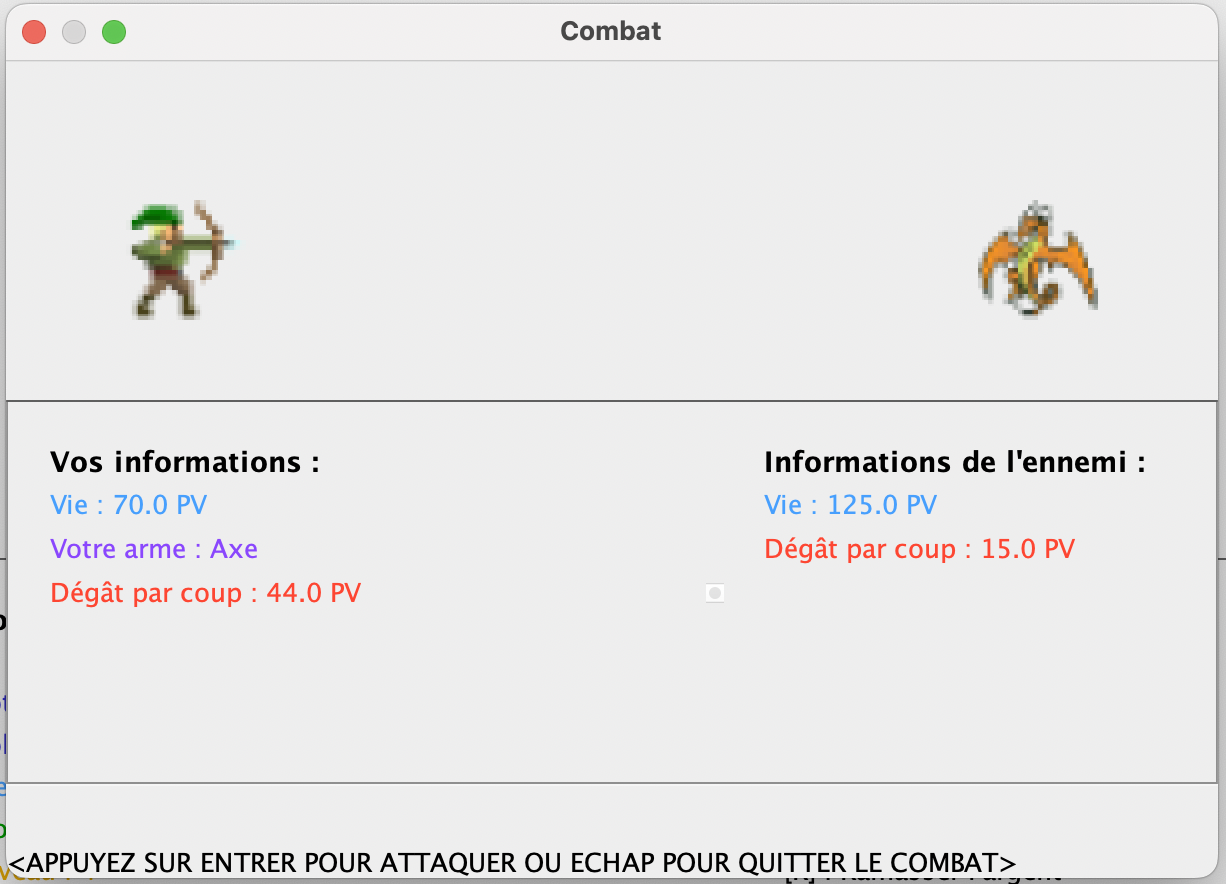 Combat
Vos informations :
Vie : 70.0 PV
Votre arme : Axe
Dégât par coup : 44.0 PV
Informations de l'ennemi :
Vie : 125.0 PV
Dégât par coup : 15.0 PV
<APPUYEZ SUR ENTRER POUR ATTAQUER OU ECHAP POUR QUITTER LE COMBAT>